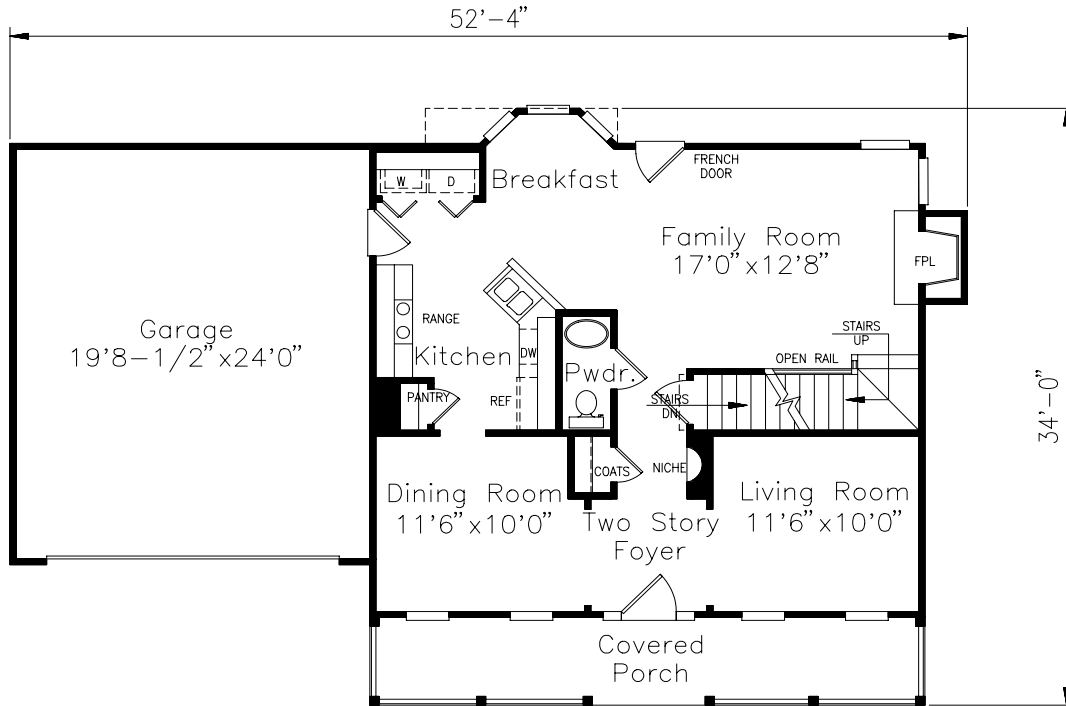 52'-4"
W
D
Breakfast
FRENCH
DOOR
Family Room
17'0"x12'8"
FPL
Garage
19'8-1/2"x24'0"
RANGE
Kitchen
DW
Pwdr.
STAIRS
UP
OPEN RAIL
PANTRY
REF
STAIRS
DN.
34'-0"
COATS
NICHE
Dining Room
11'6"x10'0"
Two Story
Foyer
Living Room
11'6"x10'0"
Covered
Porch